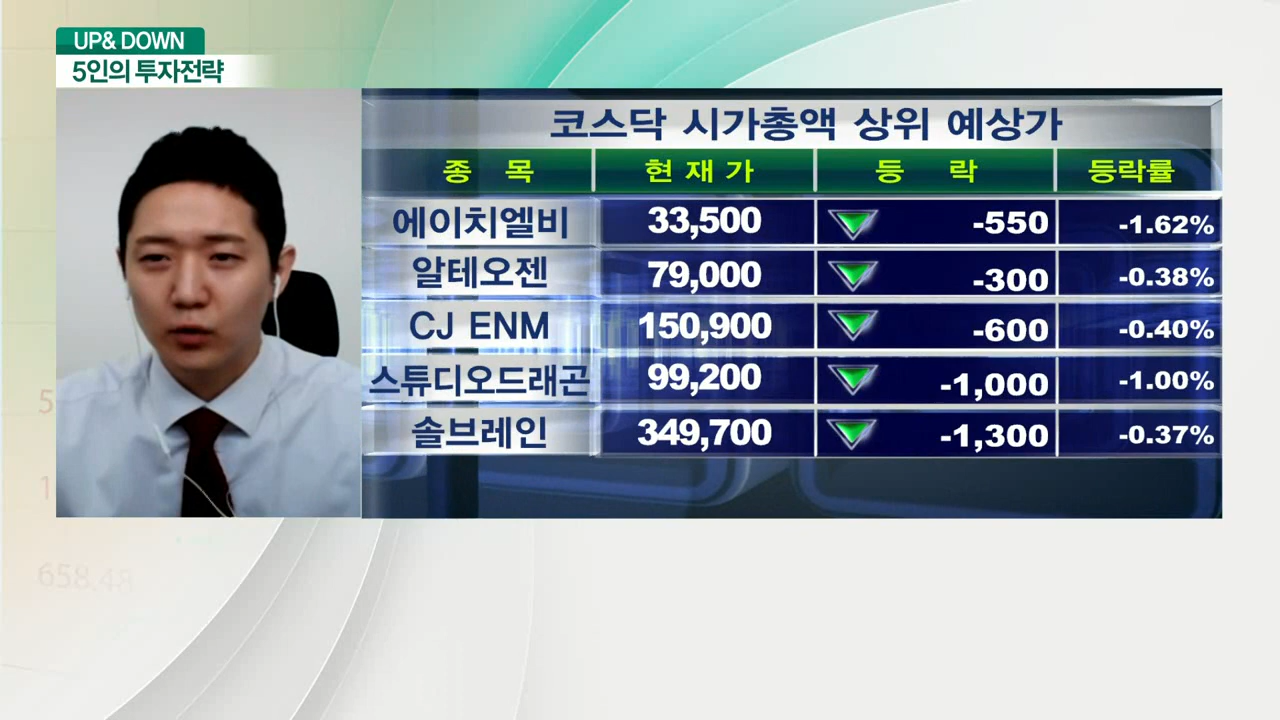 UP& DOWN
5인의 투자전략
코스닥 시가총액 상위 예상가
종 목 현 재 가 등 락 등락률
에이치엘비 33,500 -550 -1.62%
알테오젠 79,000 -300 -0.38%
CJ ENM 150,900 -600 -0.40%
스튜디오드래곤 99,200 -1,000 -1.00%
솔브레인 349,700 -1,300 -0.37%
658.48